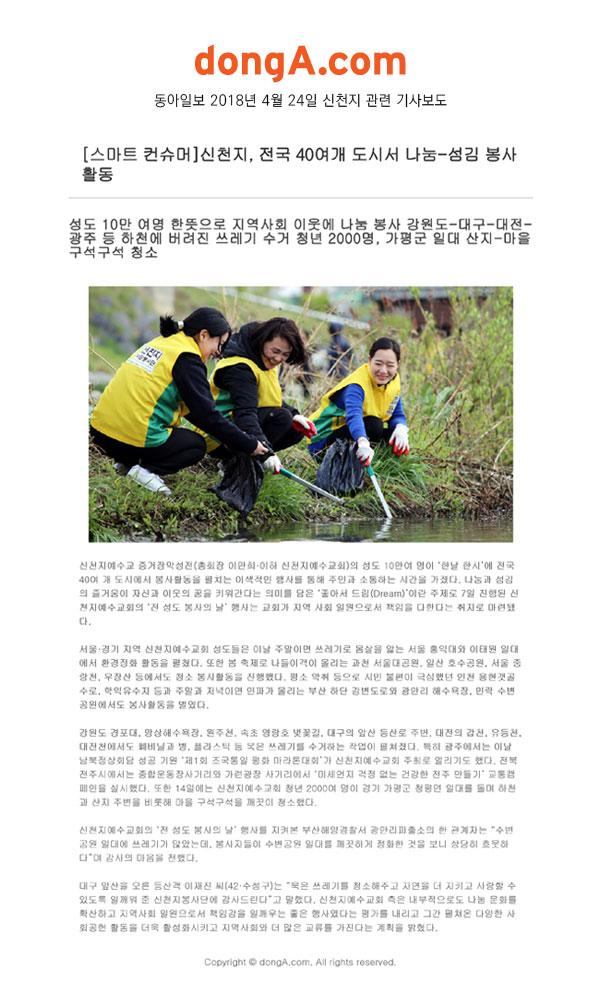 dongA.com
동아일보 2018년 4월 24일 신천지 관련 기사보도
[스마트 컨슈머]신천지, 전국 40여개 도시서 나눔-섬김 봉사
활동
성도 10만 여명 한뜻으로 지역사회 이웃에 나눔 봉사 강원도-대구-대전-
광주 등 하천에 버려진 쓰레기 수거 청년 2000명, 가평군 일대 산지-마을
구석구석 청소
신천지
신천지예수교 증거장막성전(총회장 이만희·이하 신천지예수교회)의 성도 10만여 명이 ‘한날 한시’에 전국
40여 개 도시에서 봉사활동을 펼치는 이색적인 행사를 통해 주민과 소통하는 시간을 가졌다. 나눔과 섬김
의 즐거움이 자신과 이웃의 꿈을 키워간다는 의미를 담은 ‘좋아서 드림(Dream)’이란 주제로 7일 진행된 신
천지예수교회의 ‘전 성도 봉사의 날’ 행사는 교회가 지역 사회 일원으로서 책임을 다한다는 취지로 마련됐
다.
서울·경기 지역 신천지예수교회 성도들은 이날 주말이면 쓰레기로 몸살을 앓는 서울 홍익대와 이태원 일대
에서 환경정화 활동을 펼쳤다. 또한 봄 축제로 나들이객이 몰리는 과천 서울대공원, 일산 호수공원, 서울 중
랑천, 우장산 등에서도 청소 봉사활동을 진행했다. 평소 악취 등으로 시민 불편이 극심했던 인천 용현갯골
수로, 학익유수지 등과 주말과 저녁이면 인파가 몰리는 부산 하단 강변도로와 광안리 해수욕장, 민락 수변
공원에서도 봉사활동을 벌였다.
강원도 경포대, 망상해수욕장, 원주천, 속초 영랑호 벚꽃길, 대구의 앞산 등산로 주변, 대전의 갑천, 유등천,
대전천에서도 폐비닐과 병, 플라스틱 등 묵은 쓰레기를 수거하는 작업이 펼쳐졌다. 특히 광주에서는 이날
남북정상회담 성공 기원 ‘제1회 조국통일 평화 마라톤대회’가 신천지예수교회 주최로 열리기도 했다. 전북
전주시에서는 종합운동장사거리와 가련광장 사거리에서 ‘미세먼지 걱정 없는 건강한 전주 만들기’ 교통캠
페인을 실시했다. 또한 14일에는 신천지예수교회 청년 2000여 명이 경기 가평군 청평면 일대를 돌며 하천
과 산지 주변을 비롯해 마을 구석구석을 깨끗이 청소했다.
신천지예수교회의 ‘전 성도 봉사의 날’ 행사를 지켜본 부산해양경찰서 광안리파출소의 한 관계자는 “수변
공원 일대에 쓰레기가 많았는데, 봉사자들이 수변공원 일대를 깨끗하게 정화한 것을 보니 상당히 흐뭇하
다”며 감사의 마음을 전했다.
대구 앞산을 오른 등산객 이재진 씨(42·수성구)는 “묵은 쓰레기를 청소해주고 자연을 더 지키고 사랑할 수
있도록 일깨워 준 신천지봉사단에 감사드린다”고 말했다. 신천지예수교회 측은 내부적으로도 나눔 문화를
확산하고 지역사회 일원으로서 책임감을 일깨우는 좋은 행사였다는 평가를 내리고 그간 펼쳐온 다양한 사
회공헌 활동을 더욱 활성화시키고 지역사회와 더 많은 교류를 가진다는 계획을 밝혔다.
Copyright © dongA.com. All rights reserved.